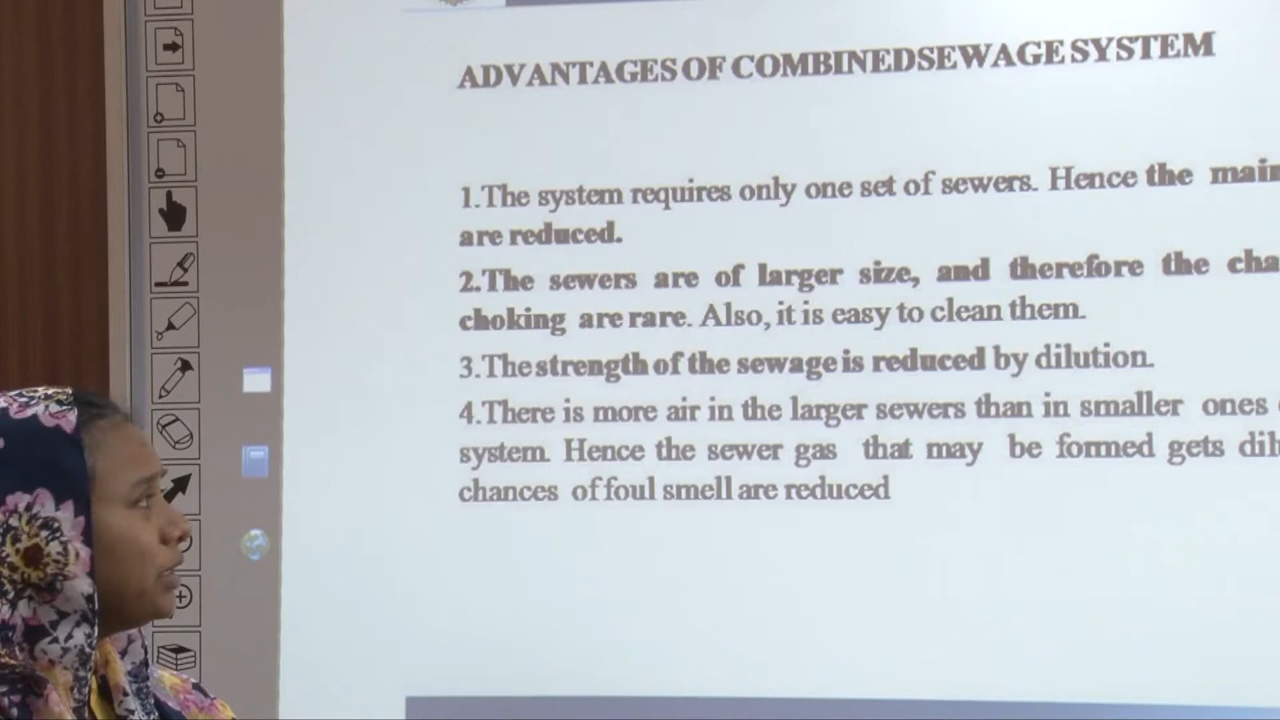 ADVANTAGES OF COMBINEDSEWAGE SYSTEM
1.The system requires only one set of sewers. Hence the
are reduced.
2.The sewers are of larger size, and therefore the
choking are rare. Also, it is easy to clean them.
3.The strength of the sewage is reduced by dilution.
4.There is more air in the larger sewers than in smaller ones
system. Hence the sewer gas that may be formed gets
chances of foul smell are reduced